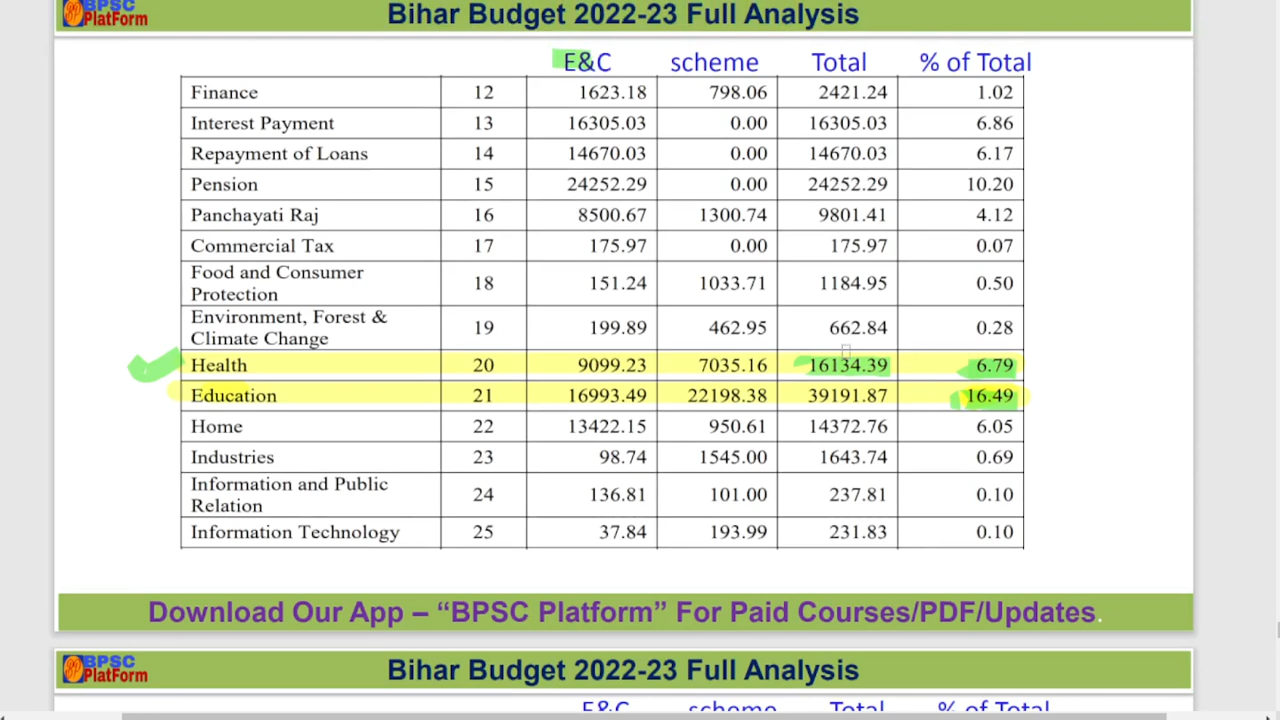 BPSC
PlatForm
Bihar Budget 2022-23 Full Analysis
E&C scheme Total % of Total
Finance 12 1623.18 798.06 2421.24 1.02
Interest Payment 13 16305.03 0.00 16305.03 6.86
Repayment of Loans 14 14670.03 0.00 14670.03 6.17
Pension 15 24252.29 0.00 24252.29 10.20
Panchayati Raj 16 8500.67 1300.74 9801.41 4.12
Commercial Tax 17 175.97 0.00 175.97 0.07
Food and Consumer
Protection 18 151.24 1033.71 1184.95 0.50
Environment, Forest &
Climate Change 19 199.89 462.95 662.84 0.28
Health 20 9099.23 7035.16 16134.39 6.79
Education 21 16993.49 22198.38 39191.87 16.49
Home 22 13422.15 950.61 14372.76 6.05
Industries 23 98.74 1545.00 1643.74 0.69
Information and Public
Relation 24 136.81 101.00 237.81 0.10
Information Technology 25 37.84 193.99 231.83 0.10
Download Our App – “BPSC Platform” For Paid Courses/PDF/Updates.
BPSC
PlatForm
Bihar Budget 2022-23 Full Analysis
E&C scheme Total % of Total